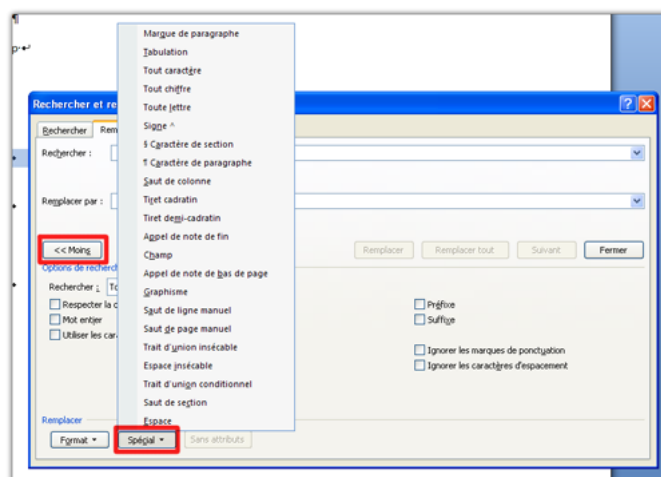 ¶
p·↵
Marque de paragraphe
Tabulation
Tout caractère
Tout chiffre
Toute lettre
Signe ^
§ Caractère de section
¶ Caractère de paragraphe
Saut de colonne
Tiret cadratin
Tiret demi-cadratin
Appel de note de fin
Champ
Appel de note de bas de page
Graphisme
Saut de ligne manuel
Saut de page manuel
Trait d'union insécable
Espace insécable
Trait d'union conditionnel
Saut de section
Espace
Rechercher et re
Rechercher Rem
Rechercher :
Remplacer par :
<< Moins Remplacer Remplacer tout Suivant Fermer
Options de recherch
Rechercher : To
Respecter la c Préfixe
Mot entier Suffixe
Utiliser les car
Ignorer les marques de ponctuation
Ignorer les caractères d'espacement
Remplacer
Format Spécial Sans attributs